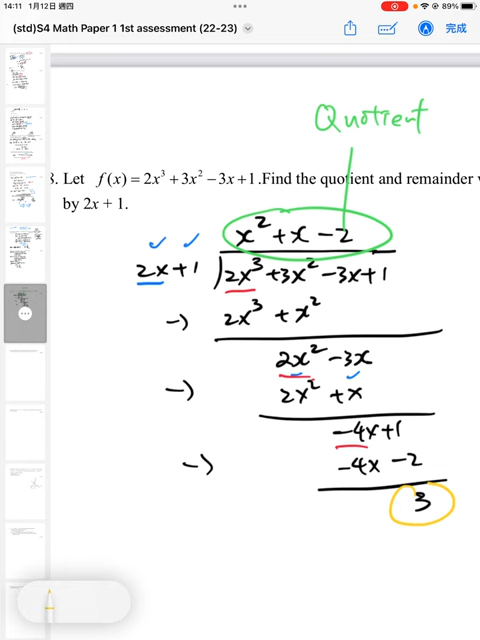 14:11 1月12日 週四 89%
(std)S4 Math Paper 1 1st assessment (22-23) 完成
Quotient
8. Let f(x) = 2x³ + 3x² − 3x + 1 .Find the quotient and remainder
by 2x + 1.
x² + x − 2
2x + 1 ) 2x³ + 3x² − 3x + 1
−) 2x³ + x²
2x² − 3x
−) 2x² + x
−4x + 1
−) −4x − 2
3